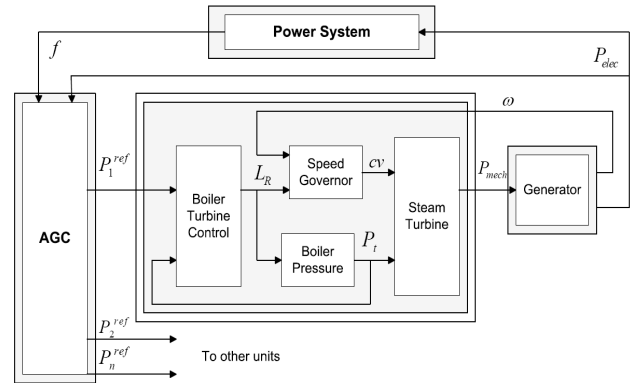 Power System
f
P_elec
ω
P_1^ref
L_R
Speed
Governor
cv
P_mech
Generator
Boiler
Turbine
Control
Steam
Turbine
AGC
Boiler
Pressure
P_t
P_2^ref
P_n^ref
To other units